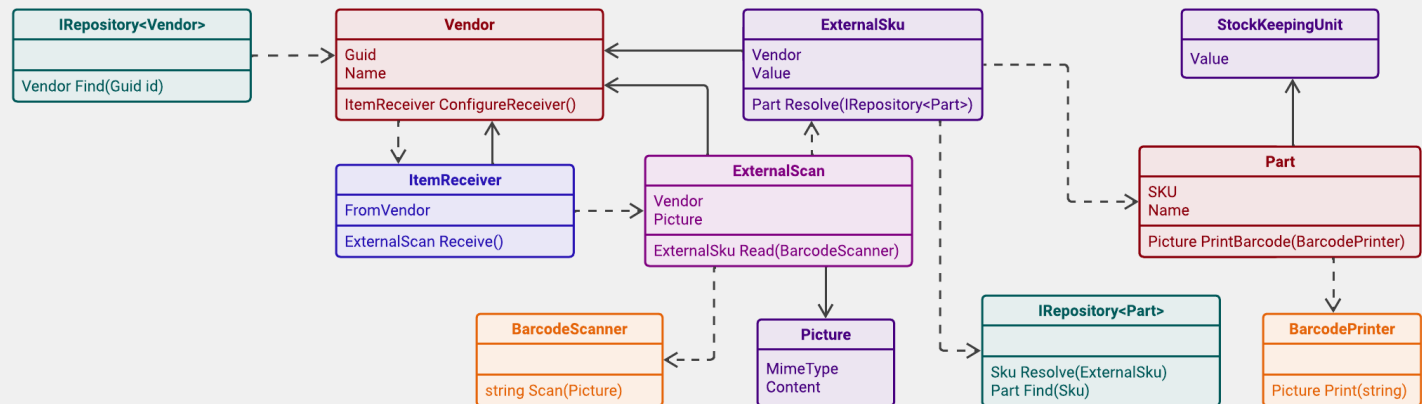 IRepository<Vendor>
Vendor Find(Guid id)
Vendor
Guid
Name
ItemReceiver ConfigureReceiver()
ExternalSku
Vendor
Value
Part Resolve(IRepository<Part>)
StockKeepingUnit
Value
ItemReceiver
FromVendor
ExternalScan Receive()
ExternalScan
Vendor
Picture
ExternalSku Read(BarcodeScanner)
Part
SKU
Name
Picture PrintBarcode(BarcodePrinter)
BarcodeScanner
string Scan(Picture)
Picture
MimeType
Content
IRepository<Part>
Sku Resolve(ExternalSku)
Part Find(Sku)
BarcodePrinter
Picture Print(string)